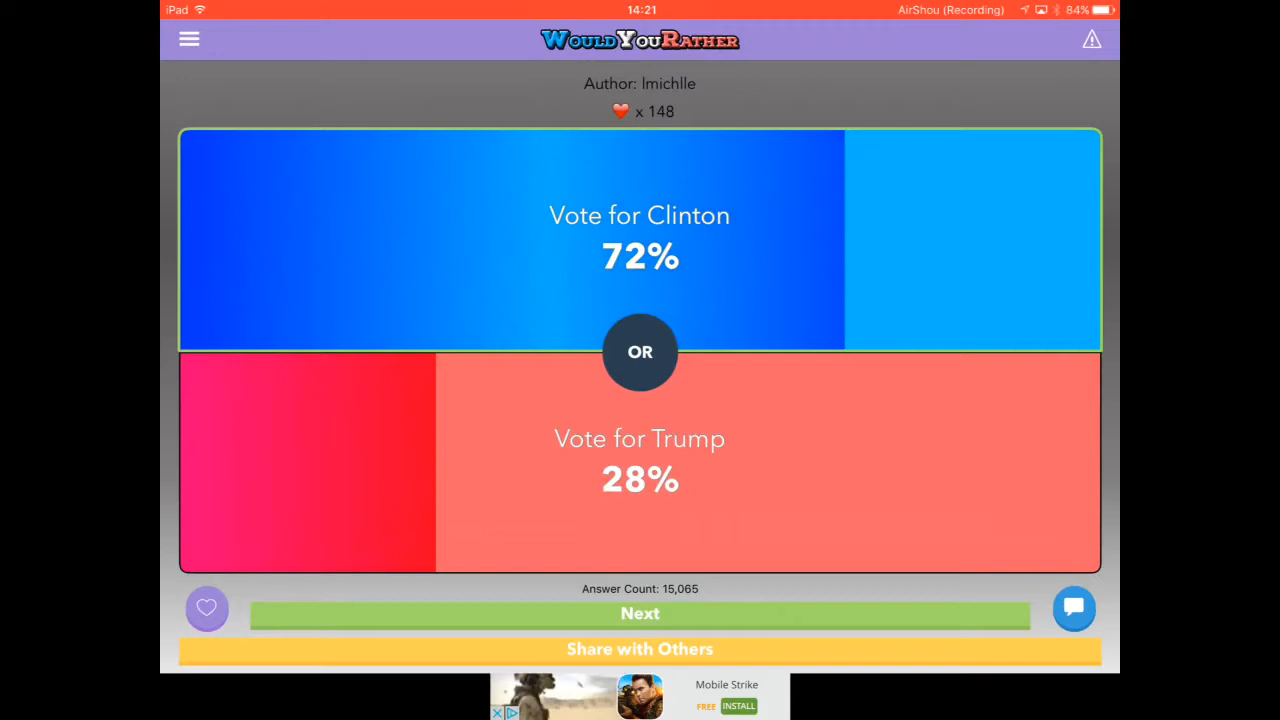 iPad 14:21 AirShou (Recording) 84%
WouldYouRather
Author: lmichlle
❤️ x 148
Vote for Clinton
72%
OR
Vote for Trump
28%
Answer Count: 15,065
Next
Share with Others
Mobile Strike
FREE INSTALL